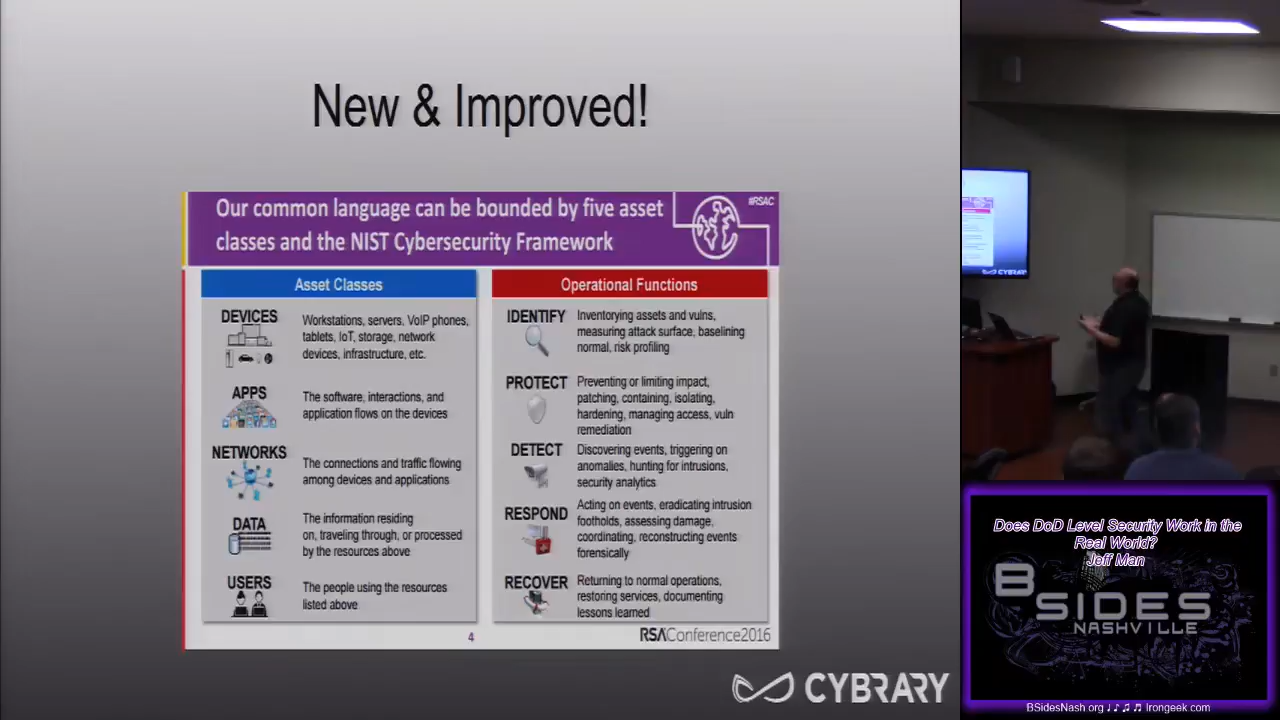 New & Improved!
Our common language can be bounded by five asset
classes and the NIST Cybersecurity Framework
#RSAC
Asset Classes
DEVICES
Workstations, servers, VoIP phones,
tablets, IoT, storage, network
devices, infrastructure, etc.
APPS
The software, interactions, and
application flows on the devices
NETWORKS
The connections and traffic flowing
among devices and applications
DATA
The information residing
on, traveling through, or processed
by the resources above
USERS
The people using the resources
listed above
Operational Functions
IDENTIFY
Inventorying assets and vulns,
measuring attack surface, baselining
normal, risk profiling
PROTECT
Preventing or limiting impact,
patching, containing, isolating,
hardening, managing access, vuln
remediation
DETECT
Discovering events, triggering on
anomalies, hunting for intrusions,
security analytics
RESPOND
Acting on events, eradicating intrusion
footholds, assessing damage,
coordinating, reconstructing events
forensically
RECOVER
Returning to normal operations,
restoring services, documenting
lessons learned
4
RSAConference2016
CYBRARY
CYBRARY
Does DoD Level Security Work in the
Real World?
Jeff Man
BSIDES
NASHVILLE
BSidesNash.org ♩♪♫♬ Irongeek.com